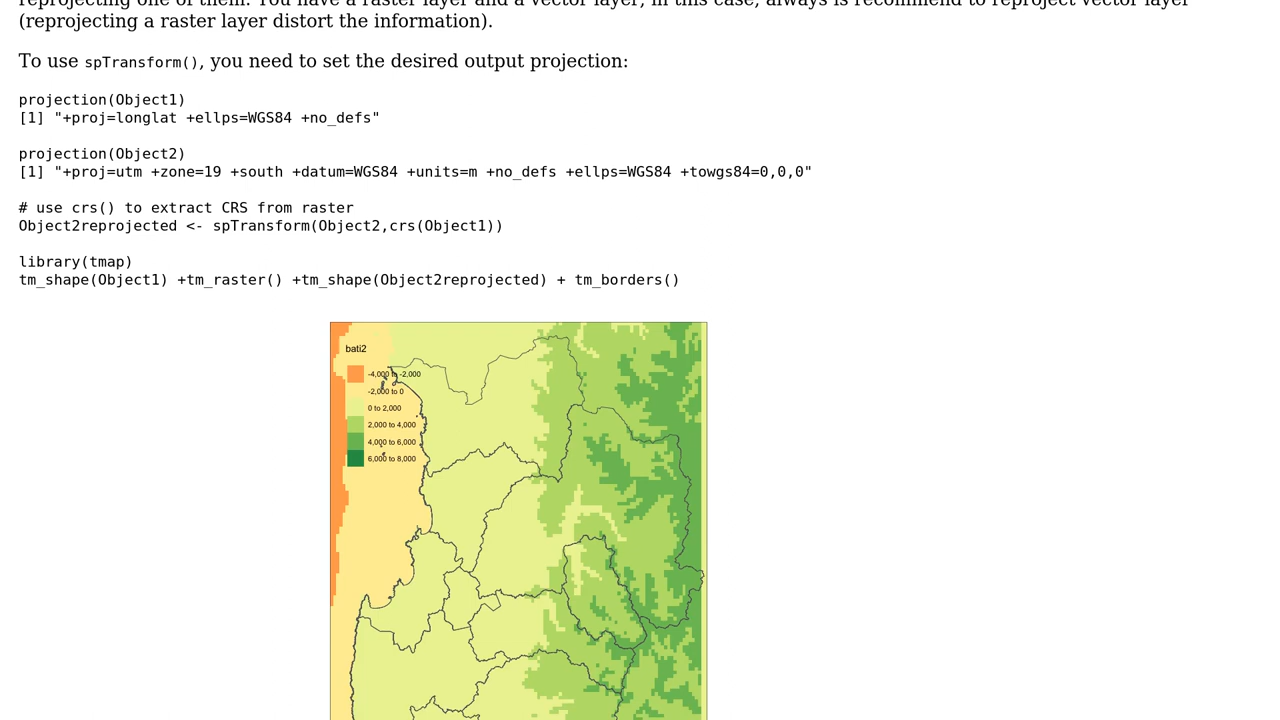 reprojecting one of them. You have a raster layer and a vector layer, in this case, always is recommend to reproject vector layer
(reprojecting a raster layer distort the information).
To use spTransform(), you need to set the desired output projection:
projection(Object1)
[1] "+proj=longlat +ellps=WGS84 +no_defs"
projection(Object2)
[1] "+proj=utm +zone=19 +south +datum=WGS84 +units=m +no_defs +ellps=WGS84 +towgs84=0,0,0"
# use crs() to extract CRS from raster
Object2reprojected <- spTransform(Object2,crs(Object1))
library(tmap)
tm_shape(Object1) +tm_raster() +tm_shape(Object2reprojected) + tm_borders()
bati2
-4,000 to -2,000
-2,000 to 0
0 to 2,000
2,000 to 4,000
4,000 to 6,000
6,000 to 8,000